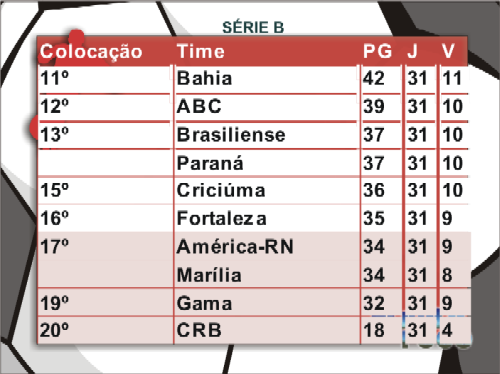 SÉRIE B
Colocação Time PG J V
11º Bahia 42 31 11
12º ABC 39 31 10
13º Brasiliense 37 31 10
Paraná 37 31 10
15º Criciúma 36 31 10
16º Fortaleza 35 31 9
17º América-RN 34 31 9
Marília 34 31 8
19º Gama 32 31 9
20º CRB 18 31 4